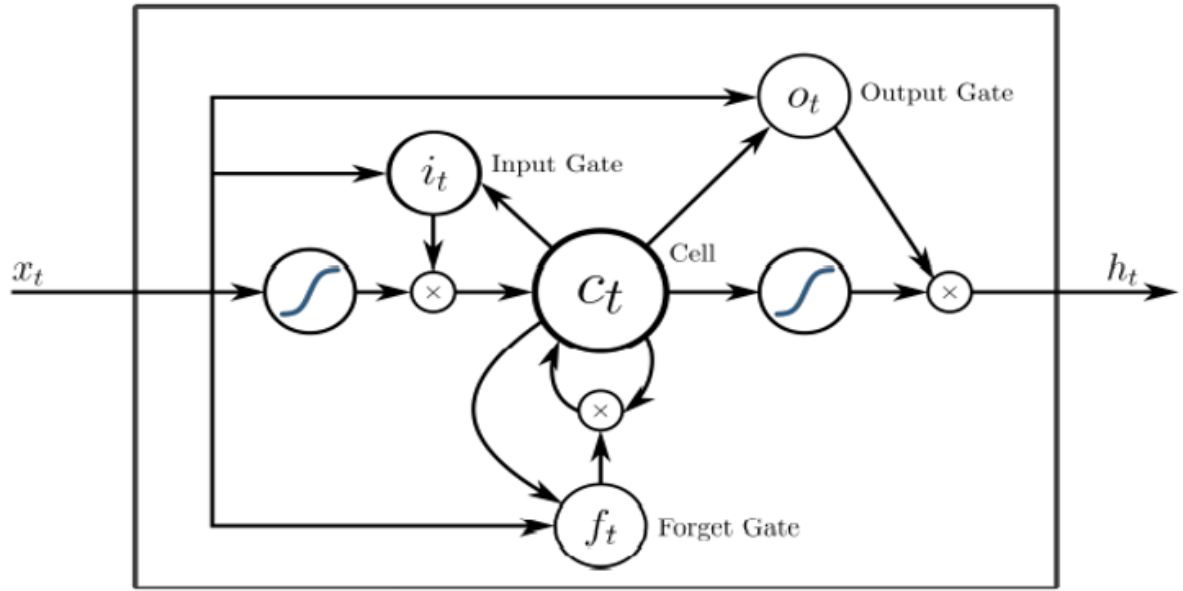 o_t Output Gate
i_t Input Gate
Cell
x_t
×
c_t
×
h_t
×
f_t Forget Gate